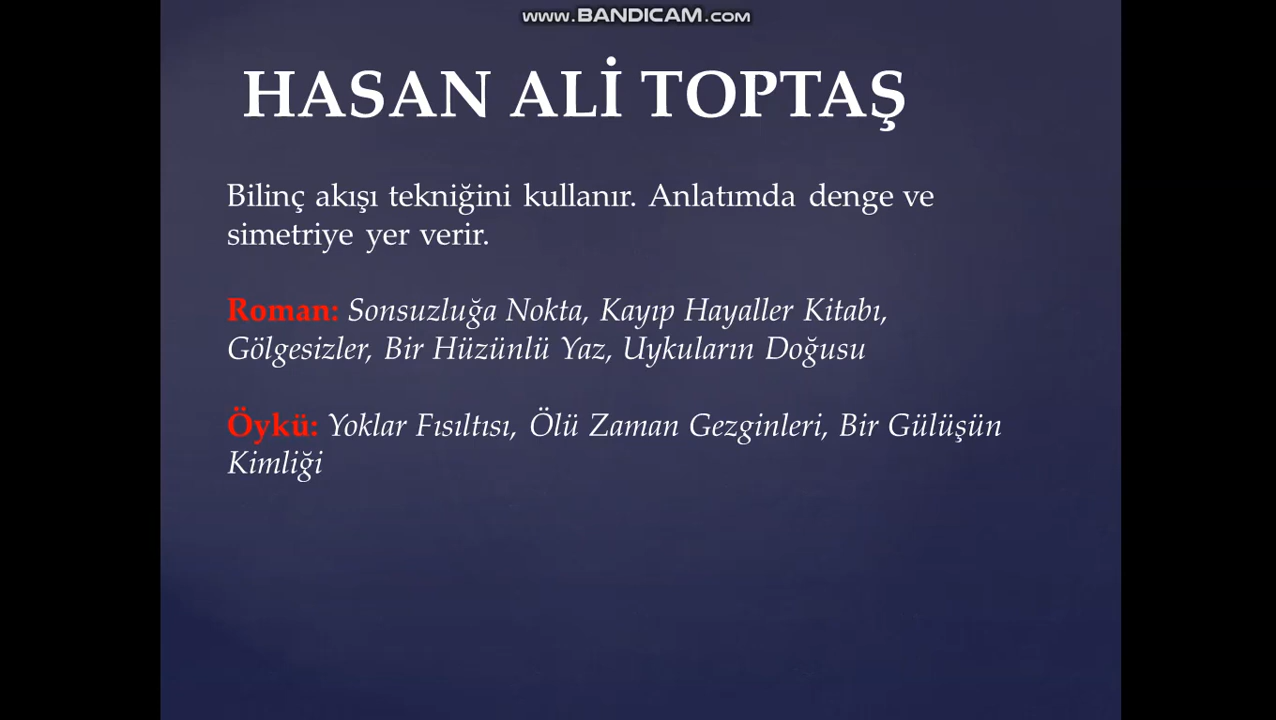 www.BANDICAM.com
HASAN ALİ TOPTAŞ
Bilinç akışı tekniğini kullanır. Anlatımda denge ve
simetriye yer verir.
Roman: Sonsuzluğa Nokta, Kayıp Hayaller Kitabı,
Gölgesizler, Bir Hüzünlü Yaz, Uykuların Doğusu
Öykü: Yoklar Fısıltısı, Ölü Zaman Gezginleri, Bir Gülüşün
Kimliği